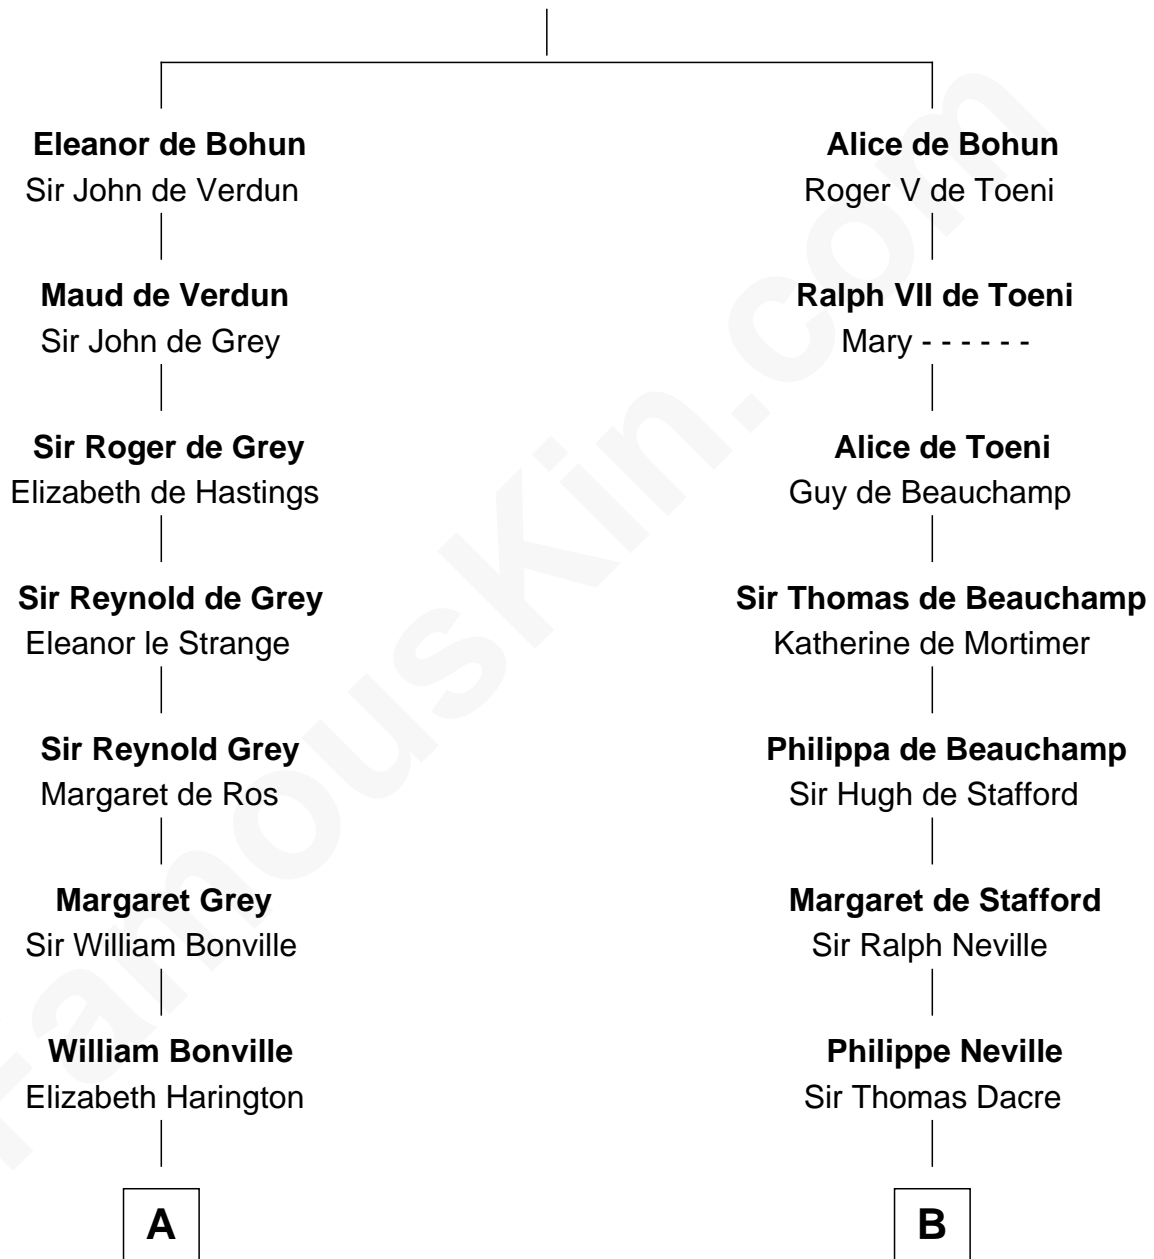 Eleanor de Bohun
Sir John de Verdun
Maud de Verdun
Sir John de Grey
Sir Roger de Grey
Elizabeth de Hastings
Sir Reynold de Grey
Eleanor le Strange
Sir Reynold Grey
Margaret de Ros
Margaret Grey
Sir William Bonville
William Bonville
Elizabeth Harington
A
Alice de Bohun
Roger V de Toeni
Ralph VII de Toeni
Mary - - - - - -
Alice de Toeni
Guy de Beauchamp
Sir Thomas de Beauchamp
Katherine de Mortimer
Philippa de Beauchamp
Sir Hugh de Stafford
Margaret de Stafford
Sir Ralph Neville
Philippe Neville
Sir Thomas Dacre
B
FamousKin.com